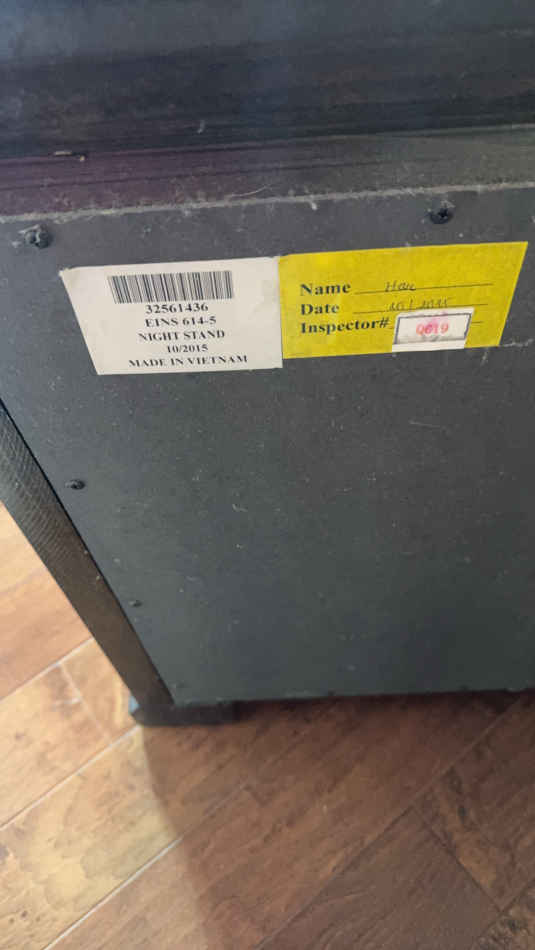 32561436
EINS 614-5
NIGHT STAND
10/2015
MADE IN VIETNAM
Name
Date
Inspector# 0619